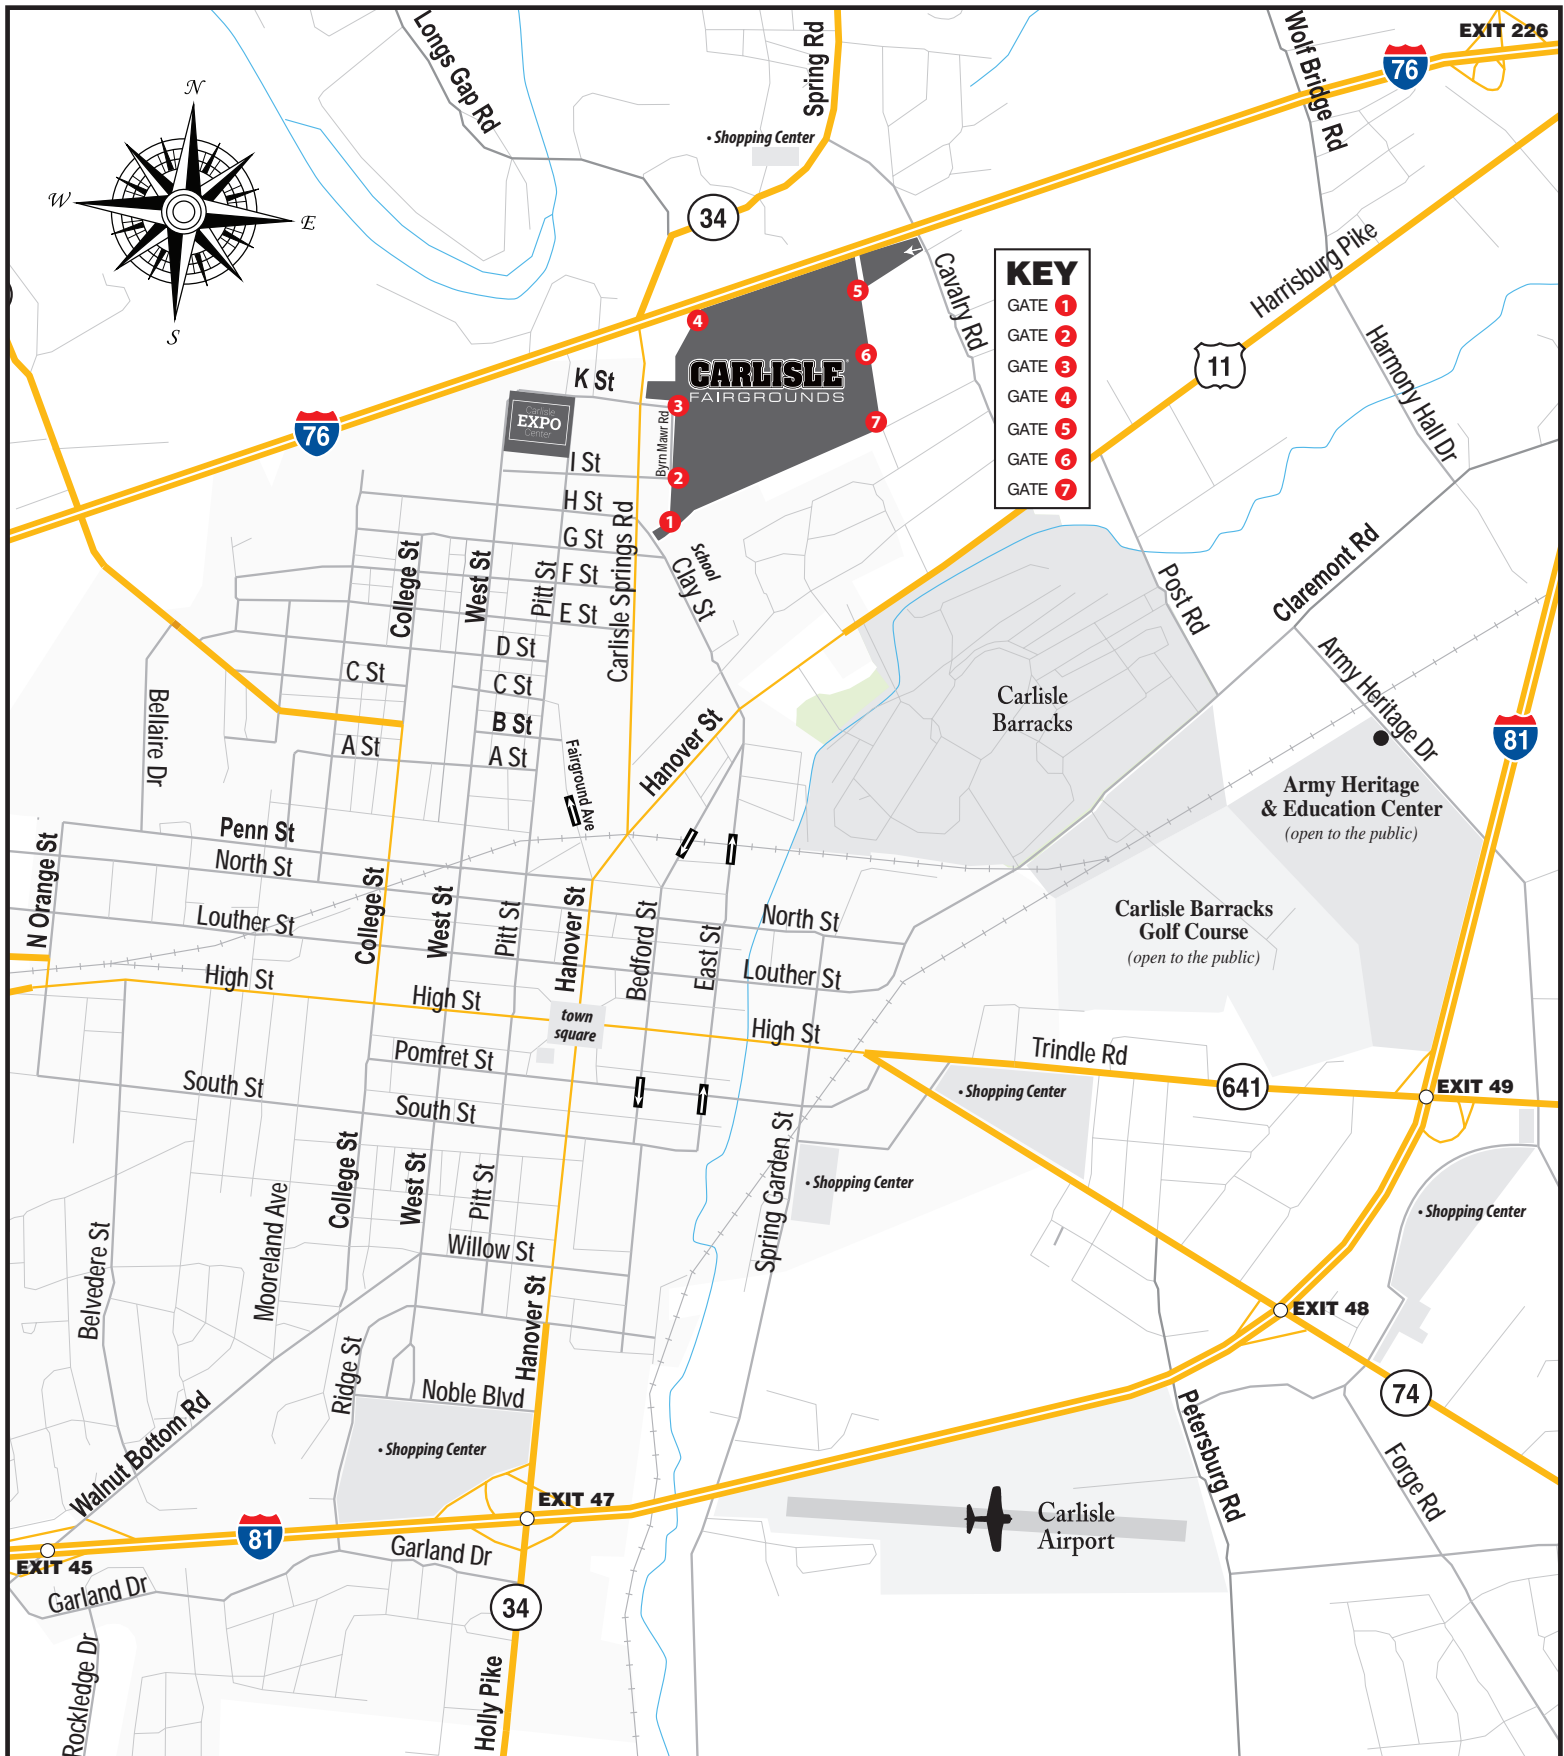 Longs Gap Rd
Spring Rd
Wolf Bridge Rd
EXIT 226
76
N
W
E
S
• Shopping Center
34
Cavalry Rd
KEY
GATE 1
GATE 2
GATE 3
GATE 4
GATE 5
GATE 6
GATE 7
Harrisburg Pike
11
Harmony Hall Dr
5
4
6
CARLISLE
FAIRGROUNDS
3
7
2
1
K St
Carlisle
EXPO
Center
76
Byrn Mawr Rd
I St
H St
G St
F St
E St
D St
C St
C St
B St
A St
A St
College St
West St
Pitt St
Carlisle Springs Rd
School
Clay St
Post Rd
Claremont Rd
Army Heritage Dr
81
Carlisle
Barracks
Army Heritage
& Education Center
(open to the public)
Carlisle Barracks
Golf Course
(open to the public)
Bellaire Dr
Fairground Ave
Hanover St
Penn St
North St
N Orange St
Louther St
College St
West St
Pitt St
Hanover St
Bedford St
East St
North St
Louther St
High St
High St
town
square
High St
Trindle Rd
641
EXIT 49
Pomfret St
South St
South St
• Shopping Center
• Shopping Center
• Shopping Center
Spring Garden St
College St
West St
Pitt St
Belvedere St
Mooreland Ave
Willow St
Hanover St
EXIT 48
74
Ridge St
Noble Blvd
Walnut Bottom Rd
• Shopping Center
Petersburg Rd
Forge Rd
EXIT 47
81
Carlisle
Airport
EXIT 45
Garland Dr
Garland Dr
34
Rockledge Dr
Holly Pike